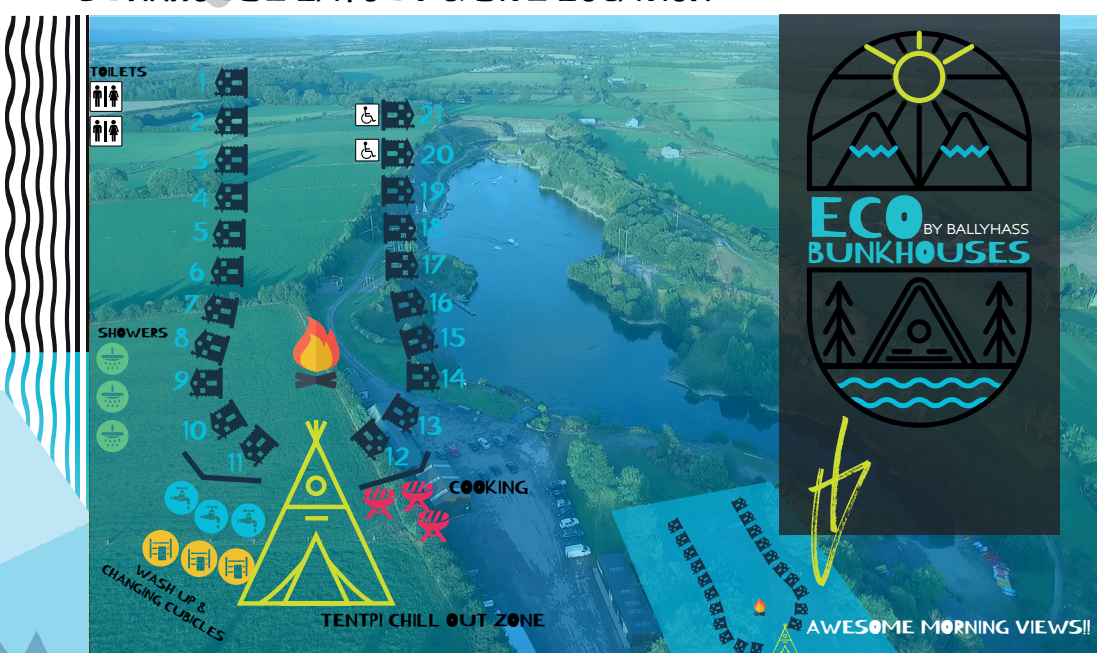 TOILETS
1
2
3
4
5
6
7
8
9
10
11
21
20
19
18
17
16
15
14
13
12
SHOWERS
COOKING
WASH UP &
CHANGING CUBICLES
TENTPI CHILL OUT ZONE
ECO
BY BALLYHASS
BUNKHOUSES
AWESOME MORNING VIEWS!!